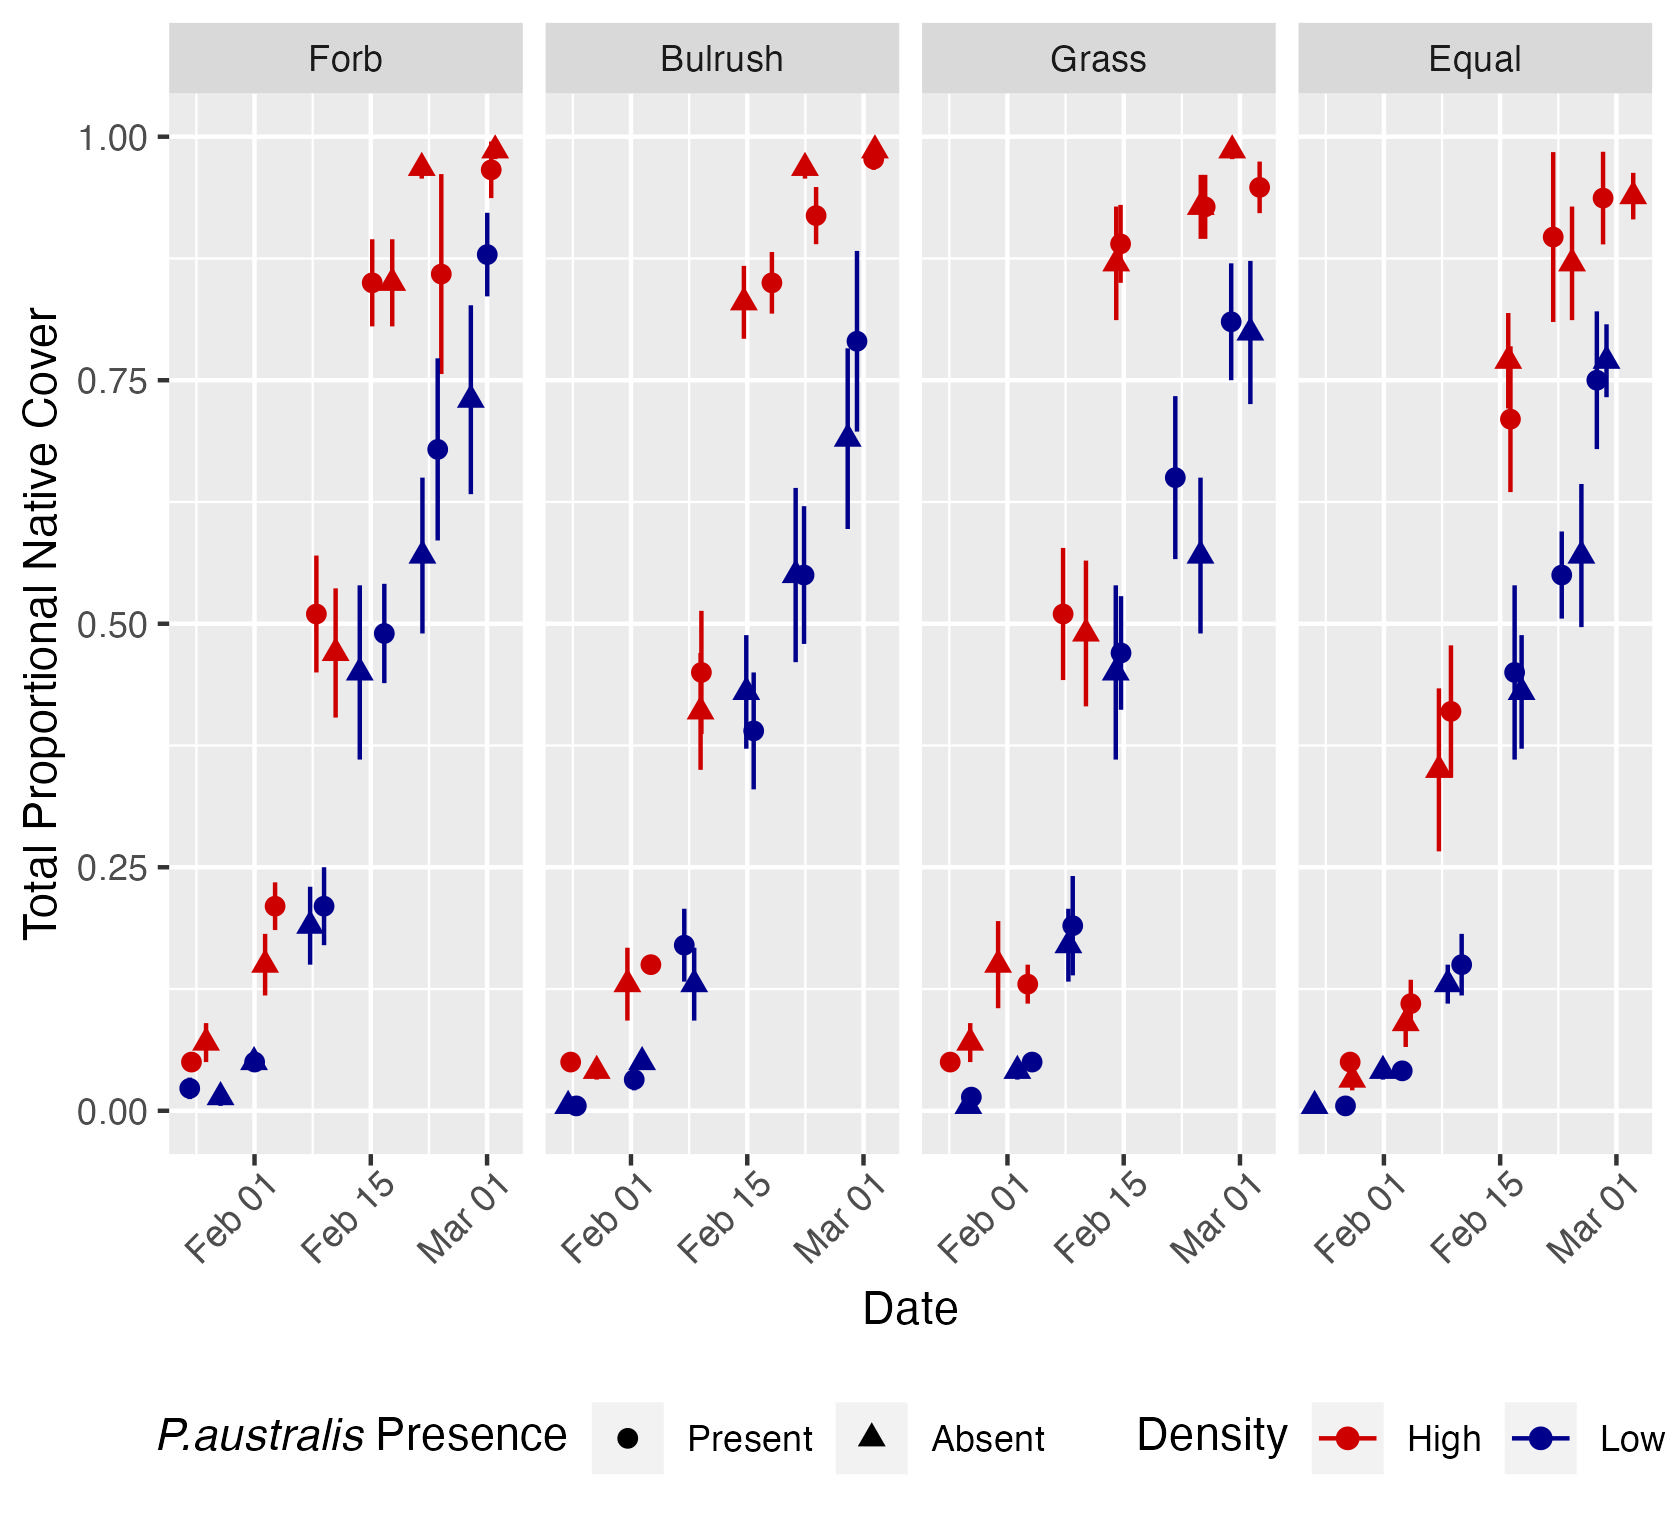 Forb Bulrush Grass Equal
Total Proportional Native Cover
1.00
0.75
0.50
0.25
0.00
Feb 01 Feb 15 Mar 01 Feb 01 Feb 15 Mar 01 Feb 01 Feb 15 Mar 01 Feb 01 Feb 15 Mar 01
Date
P.australis Presence Present Absent Density High Low